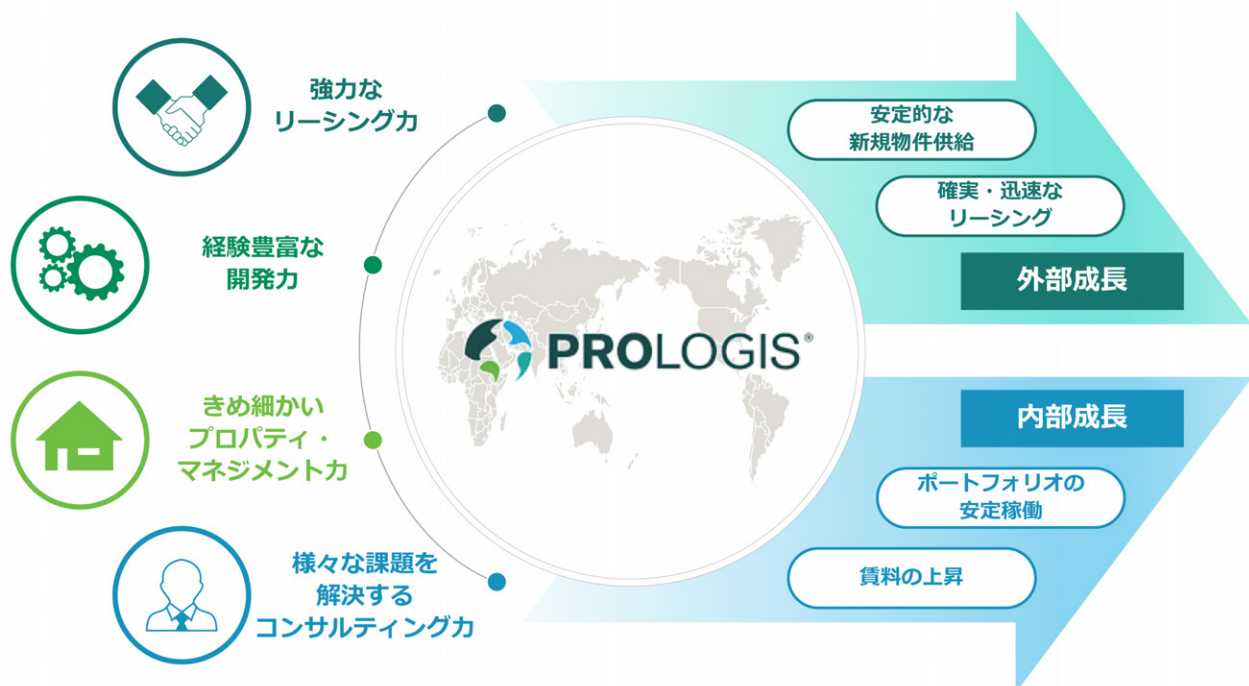 強力な
リーシング力
経験豊富な
開発力
きめ細かい
プロパティ・
マネジメント力
様々な課題を
解決する
コンサルティング力
PROLOGIS®
安定的な
新規物件供給
確実・迅速な
リーシング
外部成長
内部成長
ポートフォリオの
安定稼働
賃料の上昇